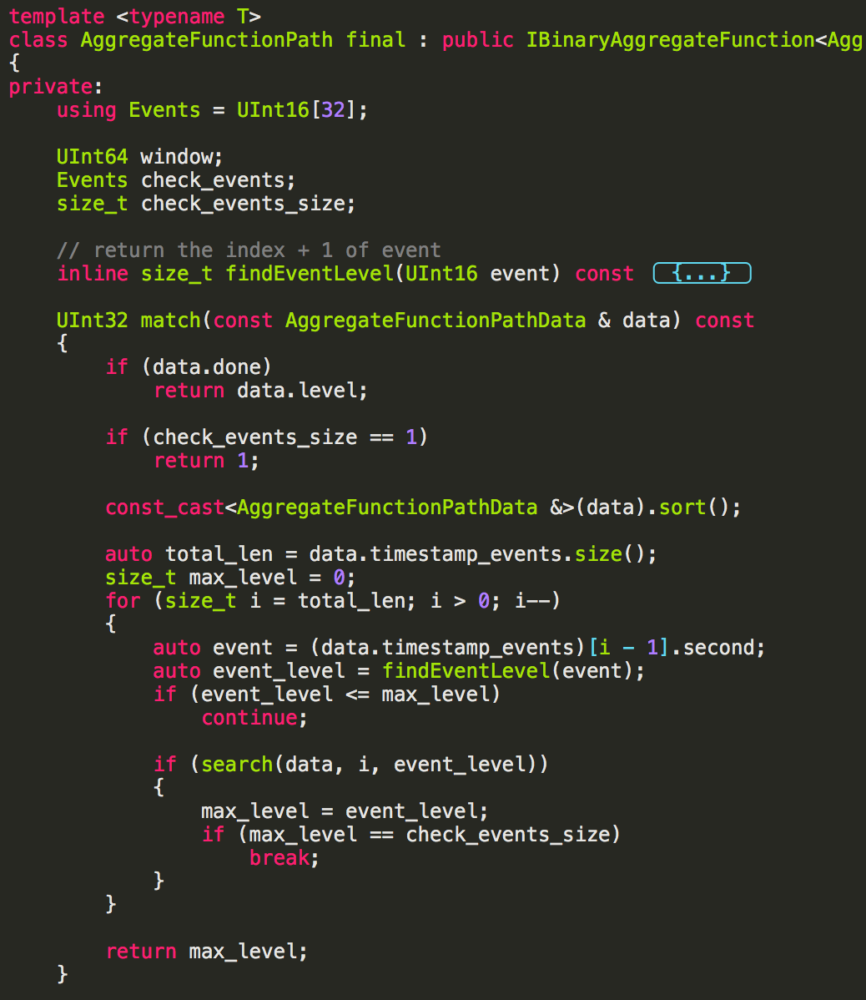 template <typename T>
class AggregateFunctionPath final : public IBinaryAggregateFunction<Agg
{
private:
    using Events = UInt16[32];

    UInt64 window;
    Events check_events;
    size_t check_events_size;

    // return the index + 1 of event
    inline size_t findEventLevel(UInt16 event) const {...}

    UInt32 match(const AggregateFunctionPathData & data) const
    {
        if (data.done)
            return data.level;

        if (check_events_size == 1)
            return 1;

        const_cast<AggregateFunctionPathData &>(data).sort();

        auto total_len = data.timestamp_events.size();
        size_t max_level = 0;
        for (size_t i = total_len; i > 0; i--)
        {
            auto event = (data.timestamp_events)[i - 1].second;
            auto event_level = findEventLevel(event);
            if (event_level <= max_level)
                continue;

            if (search(data, i, event_level))
            {
                max_level = event_level;
                if (max_level == check_events_size)
                    break;
            }
        }

        return max_level;
    }